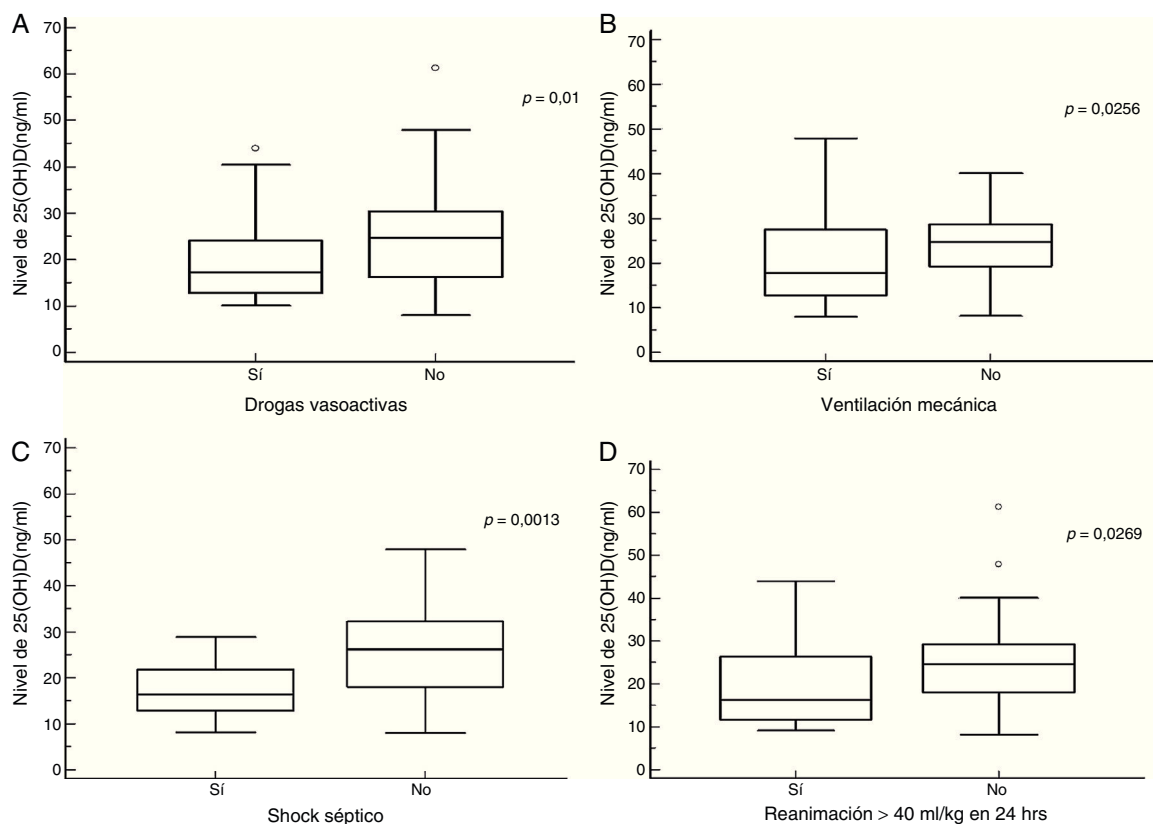 A
Nivel de 25(OH)D(ng/ml)
70
60
50
40
30
20
10
0
p = 0,01
Sí
No
Drogas vasoactivas
B
Nivel de 25(OH)D(ng/ml)
70
60
50
40
30
20
10
0
p = 0,0256
Sí
No
Ventilación mecánica
C
Nivel de 25(OH)D(ng/ml)
70
60
50
40
30
20
10
0
p = 0,0013
Sí
No
Shock séptico
D
Nivel de 25(OH)D(ng/ml)
70
60
50
40
30
20
10
0
p = 0,0269
Sí
No
Reanimación > 40 ml/kg en 24 hrs